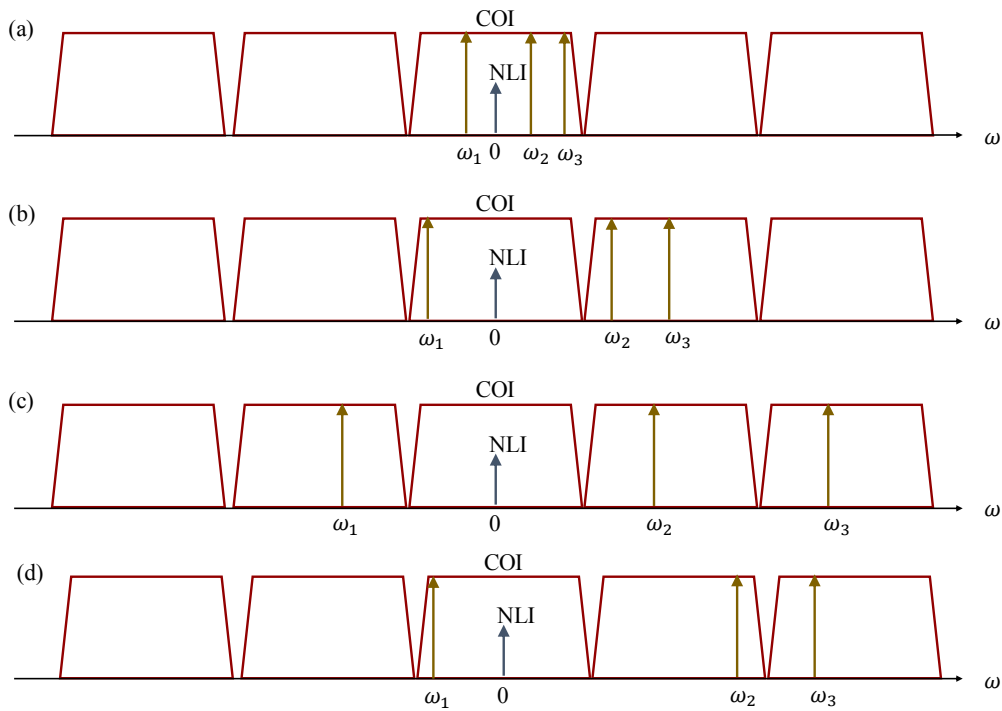 (a)
COI
NLI
ω
ω₁ 0 ω₂ ω₃
(b)
COI
NLI
ω
ω₁ 0 ω₂ ω₃
(c)
COI
NLI
ω
ω₁ 0 ω₂ ω₃
(d)
COI
NLI
ω
ω₁ 0 ω₂ ω₃